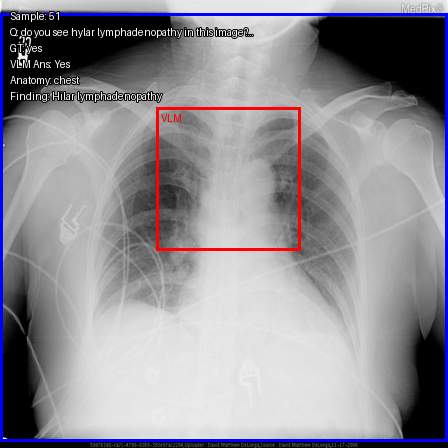 MedPix®
Sample: 51
Q: do you see hylar lymphadenopathy in this image?..
GT: yes
VLM Ans: Yes
Anatomy: chest
Finding: Hilar lymphadenopathy
VLM